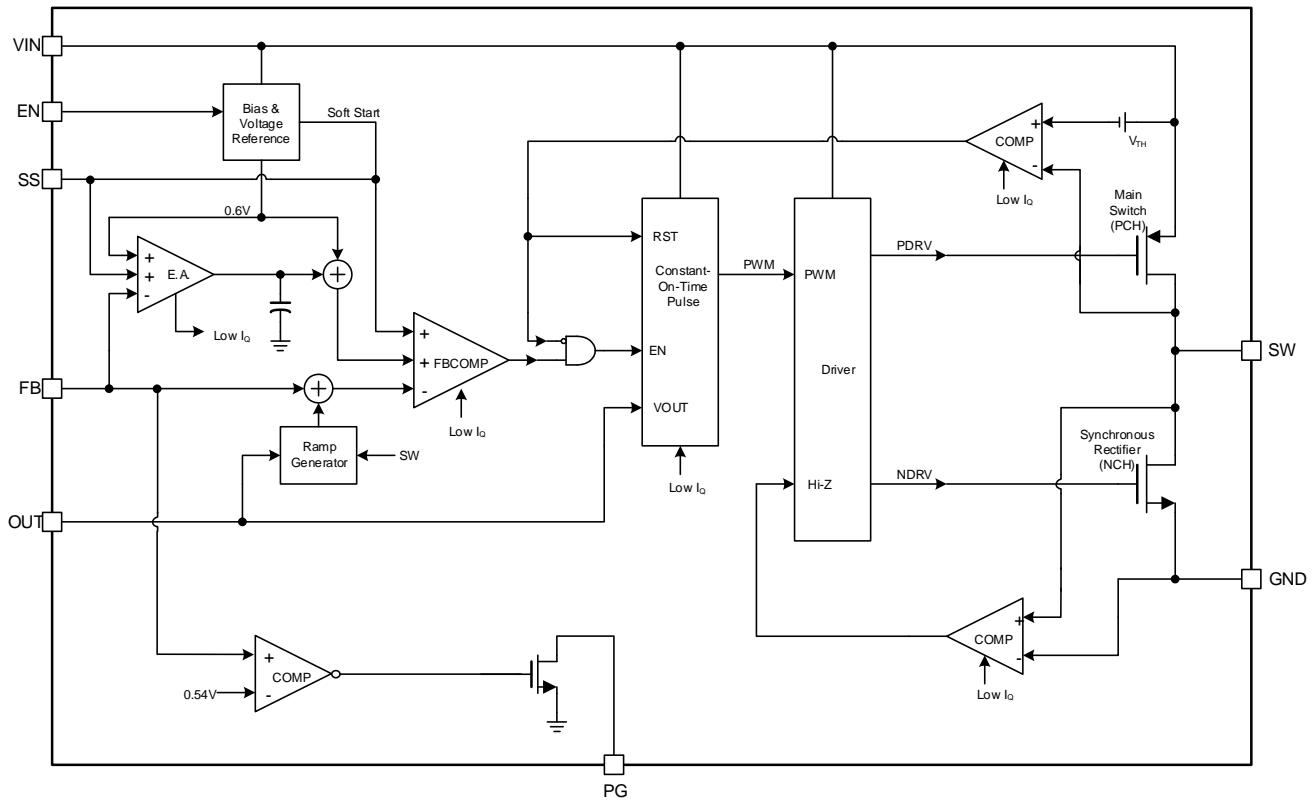 VIN
EN
Bias &
Voltage
Reference
Soft Start
SS
0.6V
+
+
-
E.A.
Low IQ
+
FB
+
Ramp
Generator
SW
OUT
+
+
-
FBCOMP
Low IQ
RST
Constant-
On-Time
Pulse
EN
VOUT
Low IQ
PWM
PWM
Driver
Hi-Z
PDRV
NDRV
+
COMP
-
Low IQ
VTH
Main
Switch
(PCH)
SW
Synchronous
Rectifier
(NCH)
GND
+
COMP
-
Low IQ
+
COMP
-
0.54V
PG